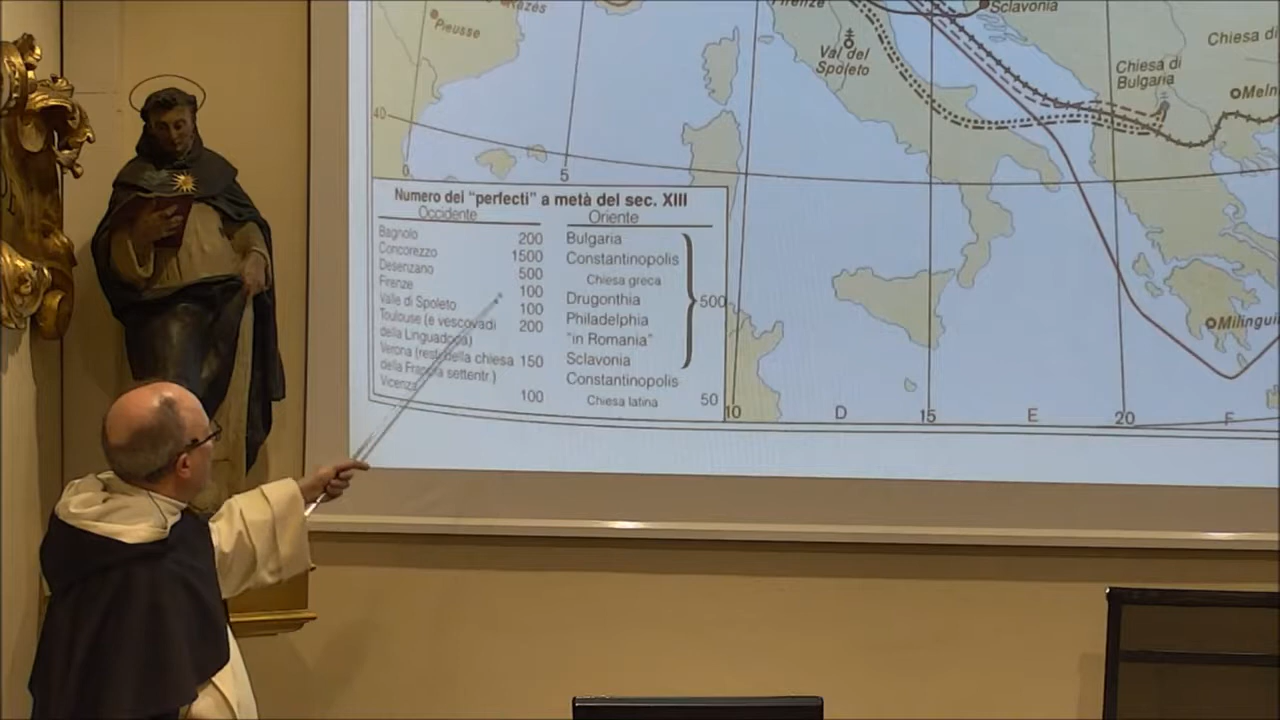 Razés
Pieusse
Firenze
Sclavonia
Val del
Spoleto
Chiesa di
Bulgaria
Chiesa di
Meln
40
0
5
Numero dei "perfecti" a metà del sec. XIII
Occidente
Bagnolo 200
Concorezzo 1500
Desenzano 500
Firenze 100
Valle di Spoleto 100
Toulouse (e vescovadi 200
della Linguadoca)
Verona (resti della chiesa 150
della Francia settentr.)
Vicenza 100
Oriente
Bulgaria
Constantinopolis
Chiesa greca
Drugonthia
Philadelphia
"in Romania"
Sclavonia
500
Constantinopolis
Chiesa latina 50
Milingui
10 D 15 E 20 F